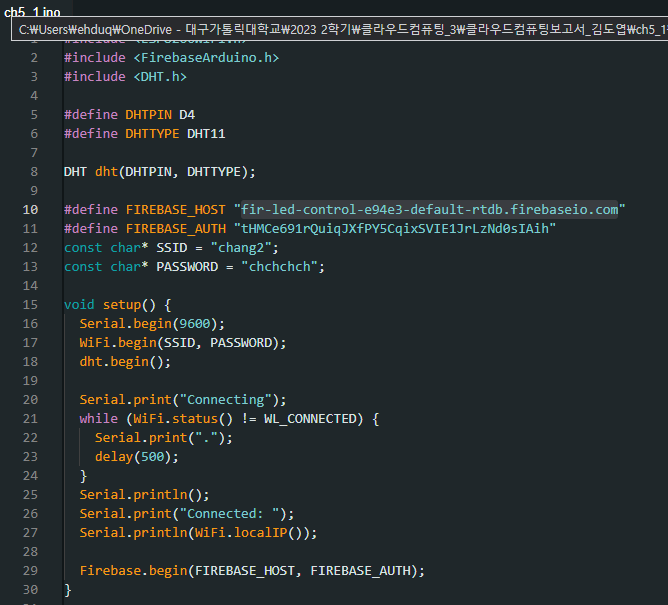 ch5_1.ino
C:\Users\ehduq\OneDrive - 대구가톨릭대학교\2023 2학기\클라우드컴퓨팅_3\클라우드컴퓨팅보고서_김도엽\ch5_1
2 #include <FirebaseArduino.h>
3 #include <DHT.h>
4
5 #define DHTPIN D4
6 #define DHTTYPE DHT11
7
8 DHT dht(DHTPIN, DHTTYPE);
9
10 #define FIREBASE_HOST "fir-led-control-e94e3-default-rtdb.firebaseio.com"
11 #define FIREBASE_AUTH "tHMCe691rQuiqJXfPY5CqixSVIE1JrLzNd0sIAih"
12 const char* SSID = "chang2";
13 const char* PASSWORD = "chchchch";
14
15 void setup() {
16 Serial.begin(9600);
17 WiFi.begin(SSID, PASSWORD);
18 dht.begin();
19
20 Serial.print("Connecting");
21 while (WiFi.status() != WL_CONNECTED) {
22 Serial.print(".");
23 delay(500);
24 }
25 Serial.println();
26 Serial.print("Connected: ");
27 Serial.println(WiFi.localIP());
28
29 Firebase.begin(FIREBASE_HOST, FIREBASE_AUTH);
30 }